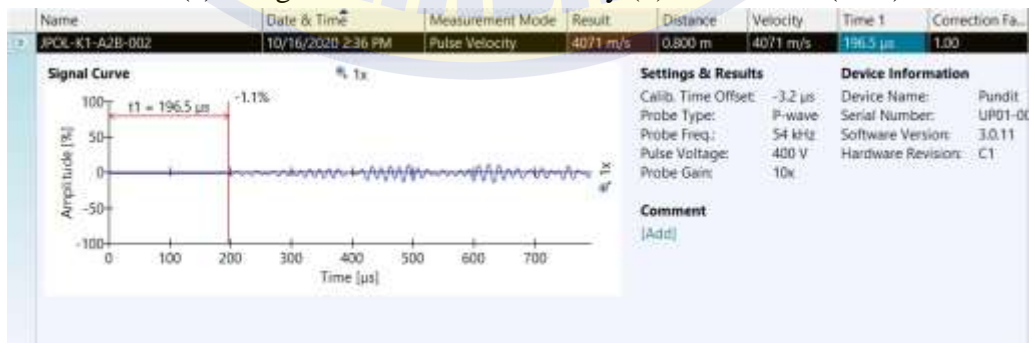 Name Date & Time Measurement Mode Result Distance Velocity Time 1 Correction Fa...
JPOL-K1-A2B-002 10/16/2020 2:36 PM Pulse Velocity 4071 m/s 0.800 m 4071 m/s 196.5 µs 1.00
Signal Curve
1x
t1 = 196.5 µs
-1.1%
Amplitude [%]
100
50
0
-50
-100
1x
0 100 200 300 400 500 600 700
Time [µs]
Settings & Results
Calib. Time Offset: -3.2 µs
Probe Type: P-wave
Probe Freq.: 54 kHz
Pulse Voltage: 400 V
Probe Gain: 10x
Comment
[Add]
Device Information
Device Name: Pundit
Serial Number: UP01-00
Software Version: 3.0.11
Hardware Revision: C1